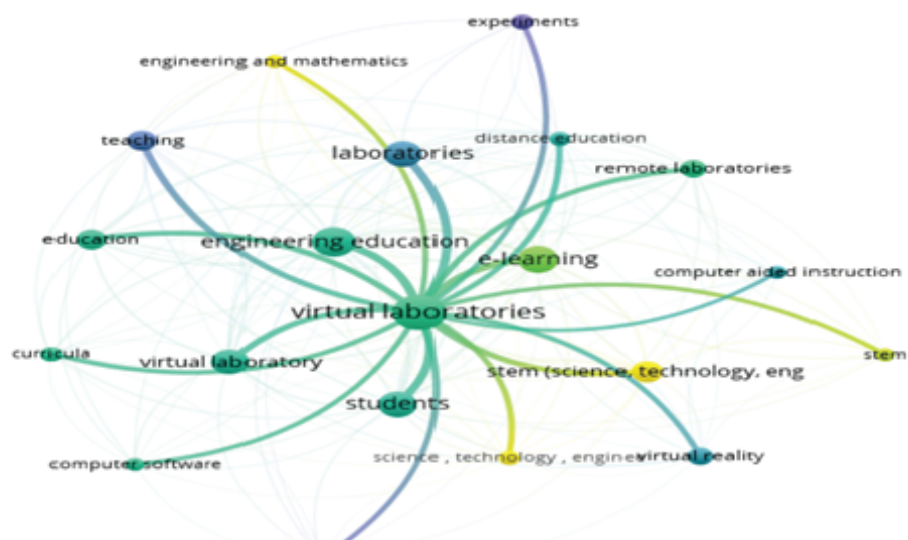 experiments
engineering and mathematics
teaching
distance education
laboratories
remote laboratories
education
engineering education
e-learning
computer aided instruction
virtual laboratories
curricula
virtual laboratory
stem
stem (science, technology, eng
students
computer software
science , technology , engine
virtual reality